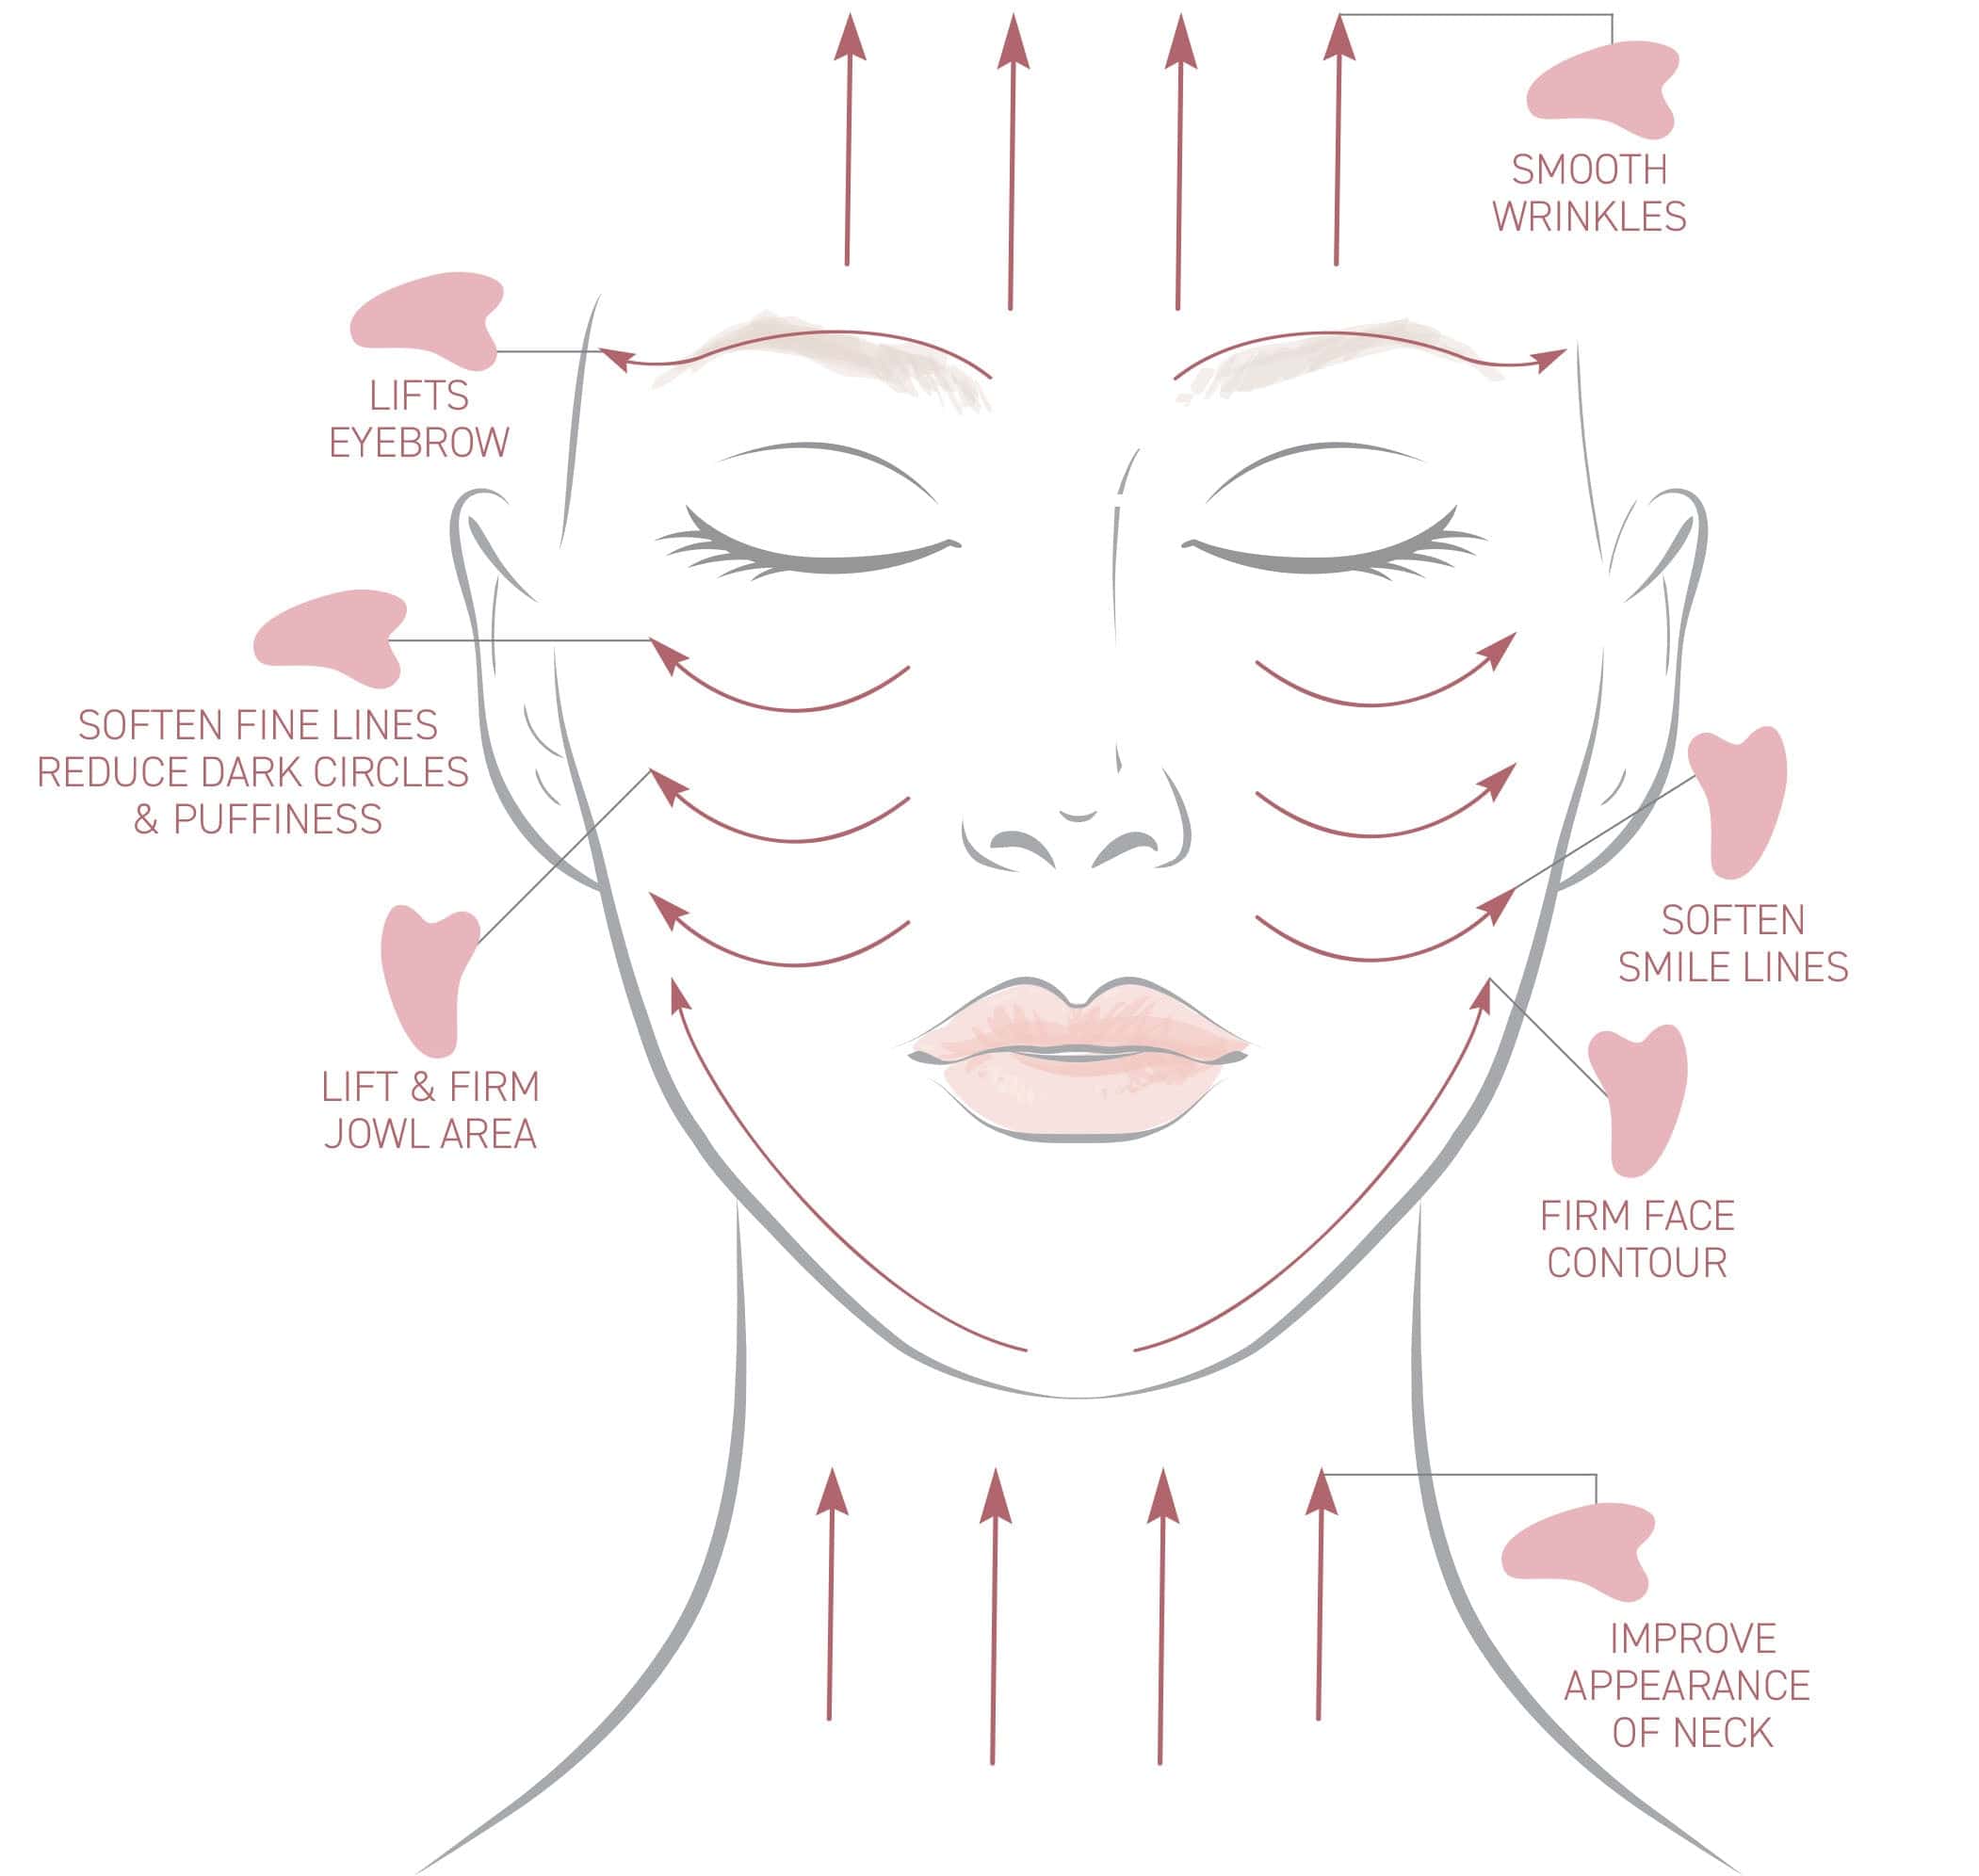 SMOOTH
WRINKLES
LIFTS
EYEBROW
SOFTEN FINE LINES
REDUCE DARK CIRCLES
& PUFFINESS
SOFTEN
SMILE LINES
LIFT & FIRM
JOWL AREA
FIRM FACE
CONTOUR
IMPROVE
APPEARANCE
OF NECK